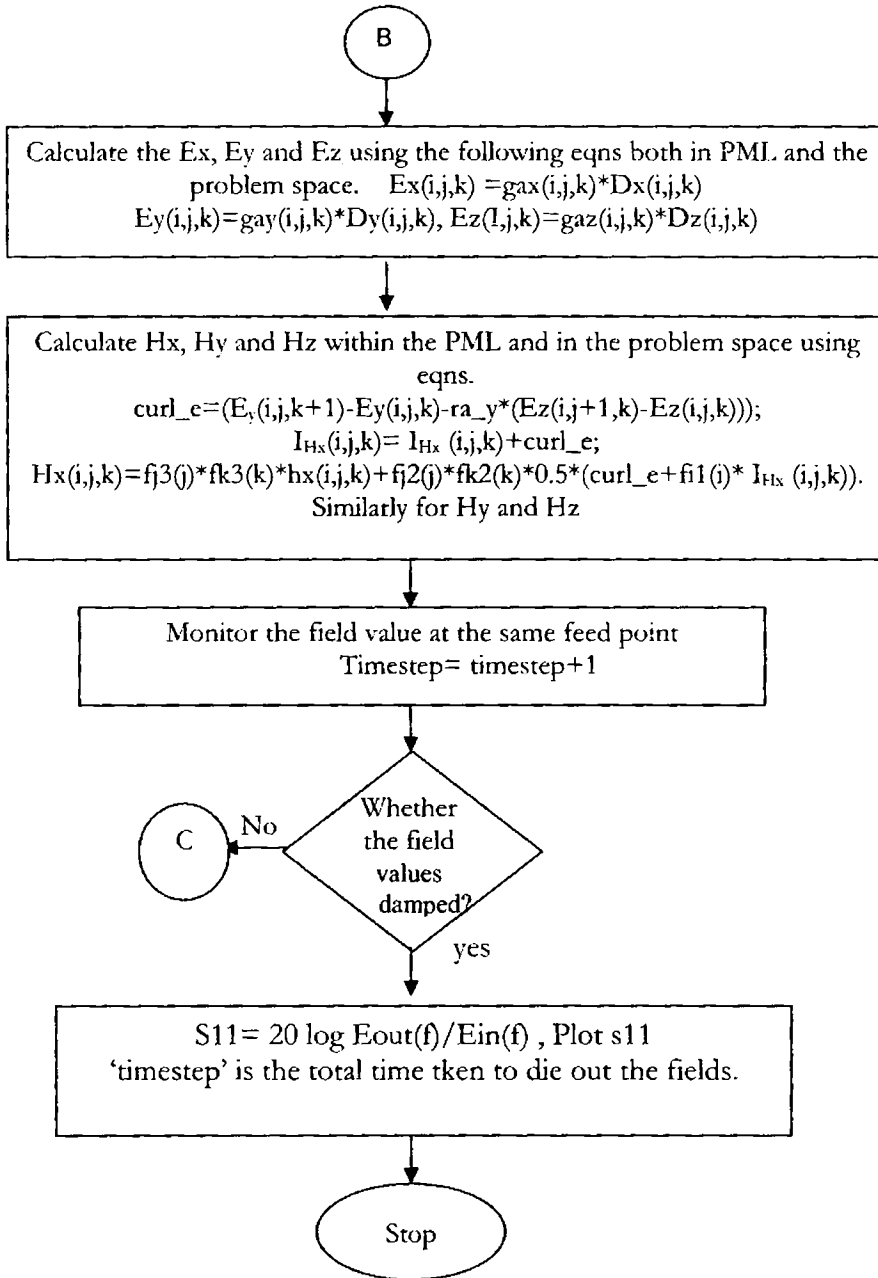 B
Calculate the Ex, Ey and Ez using the following eqns both in PML and the
problem space. Ex(i,j,k) =gax(i,j,k)*Dx(i,j,k)
Ey(i,j,k)=gay(i,j,k)*Dy(i,j,k), Ez(I,j,k)=gaz(i,j,k)*Dz(i,j,k)
Calculate Hx, Hy and Hz within the PML and in the problem space using
eqns.
curl_e=(Ey(i,j,k+1)-Ey(i,j,k)-ra_y*(Ez(i,j+1,k)-Ez(i,j,k)));
IHx(i,j,k)= IHx (i,j,k)+curl_e;
Hx(i,j,k)=fj3(j)*fk3(k)*hx(i,j,k)+fj2(j)*fk2(k)*0.5*(curl_e+fi1(i)* IHx (i,j,k)).
Similarly for Hy and Hz
Monitor the field value at the same feed point
Timestep= timestep+1
Whether
the field
values
damped?
No
C
yes
S11= 20 log Eout(f)/Ein(f) , Plot s11
‘timestep’ is the total time tken to die out the fields.
Stop